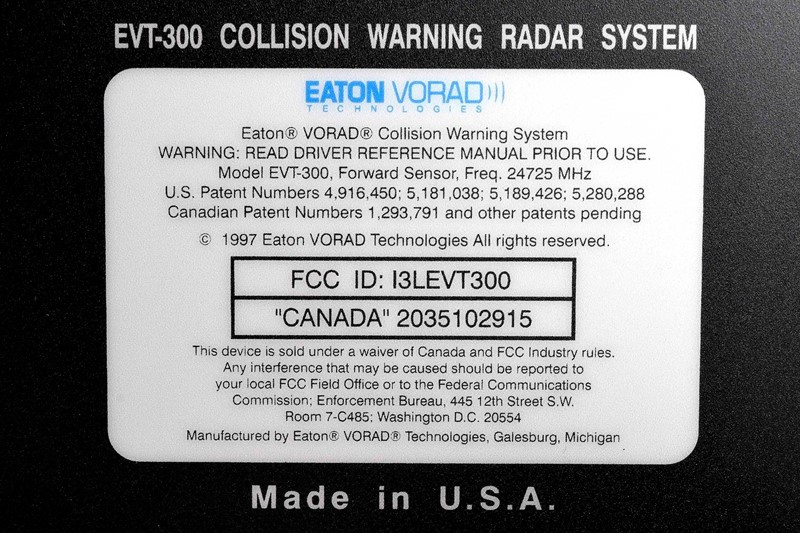 EVT-300 COLLISION WARNING RADAR SYSTEM
EATON VORAD
TECHNOLOGIES
Eaton® VORAD® Collision Warning System
WARNING: READ DRIVER REFERENCE MANUAL PRIOR TO USE.
Model EVT-300, Forward Sensor, Freq. 24725 MHz
U.S. Patent Numbers 4,916,450; 5,181,038; 5,189,426; 5,280,288
Canadian Patent Numbers 1,293,791 and other patents pending
© 1997 Eaton VORAD Technologies All rights reserved.
FCC ID: I3LEVT300
"CANADA" 2035102915
This device is sold under a waiver of Canada and FCC Industry rules.
Any interference that may be caused should be reported to
your local FCC Field Office or to the Federal Communications
Commission; Enforcement Bureau, 445 12th Street S.W.
Room 7-C485; Washington D.C. 20554
Manufactured by Eaton® VORAD® Technologies, Galesburg, Michigan
Made in U.S.A.